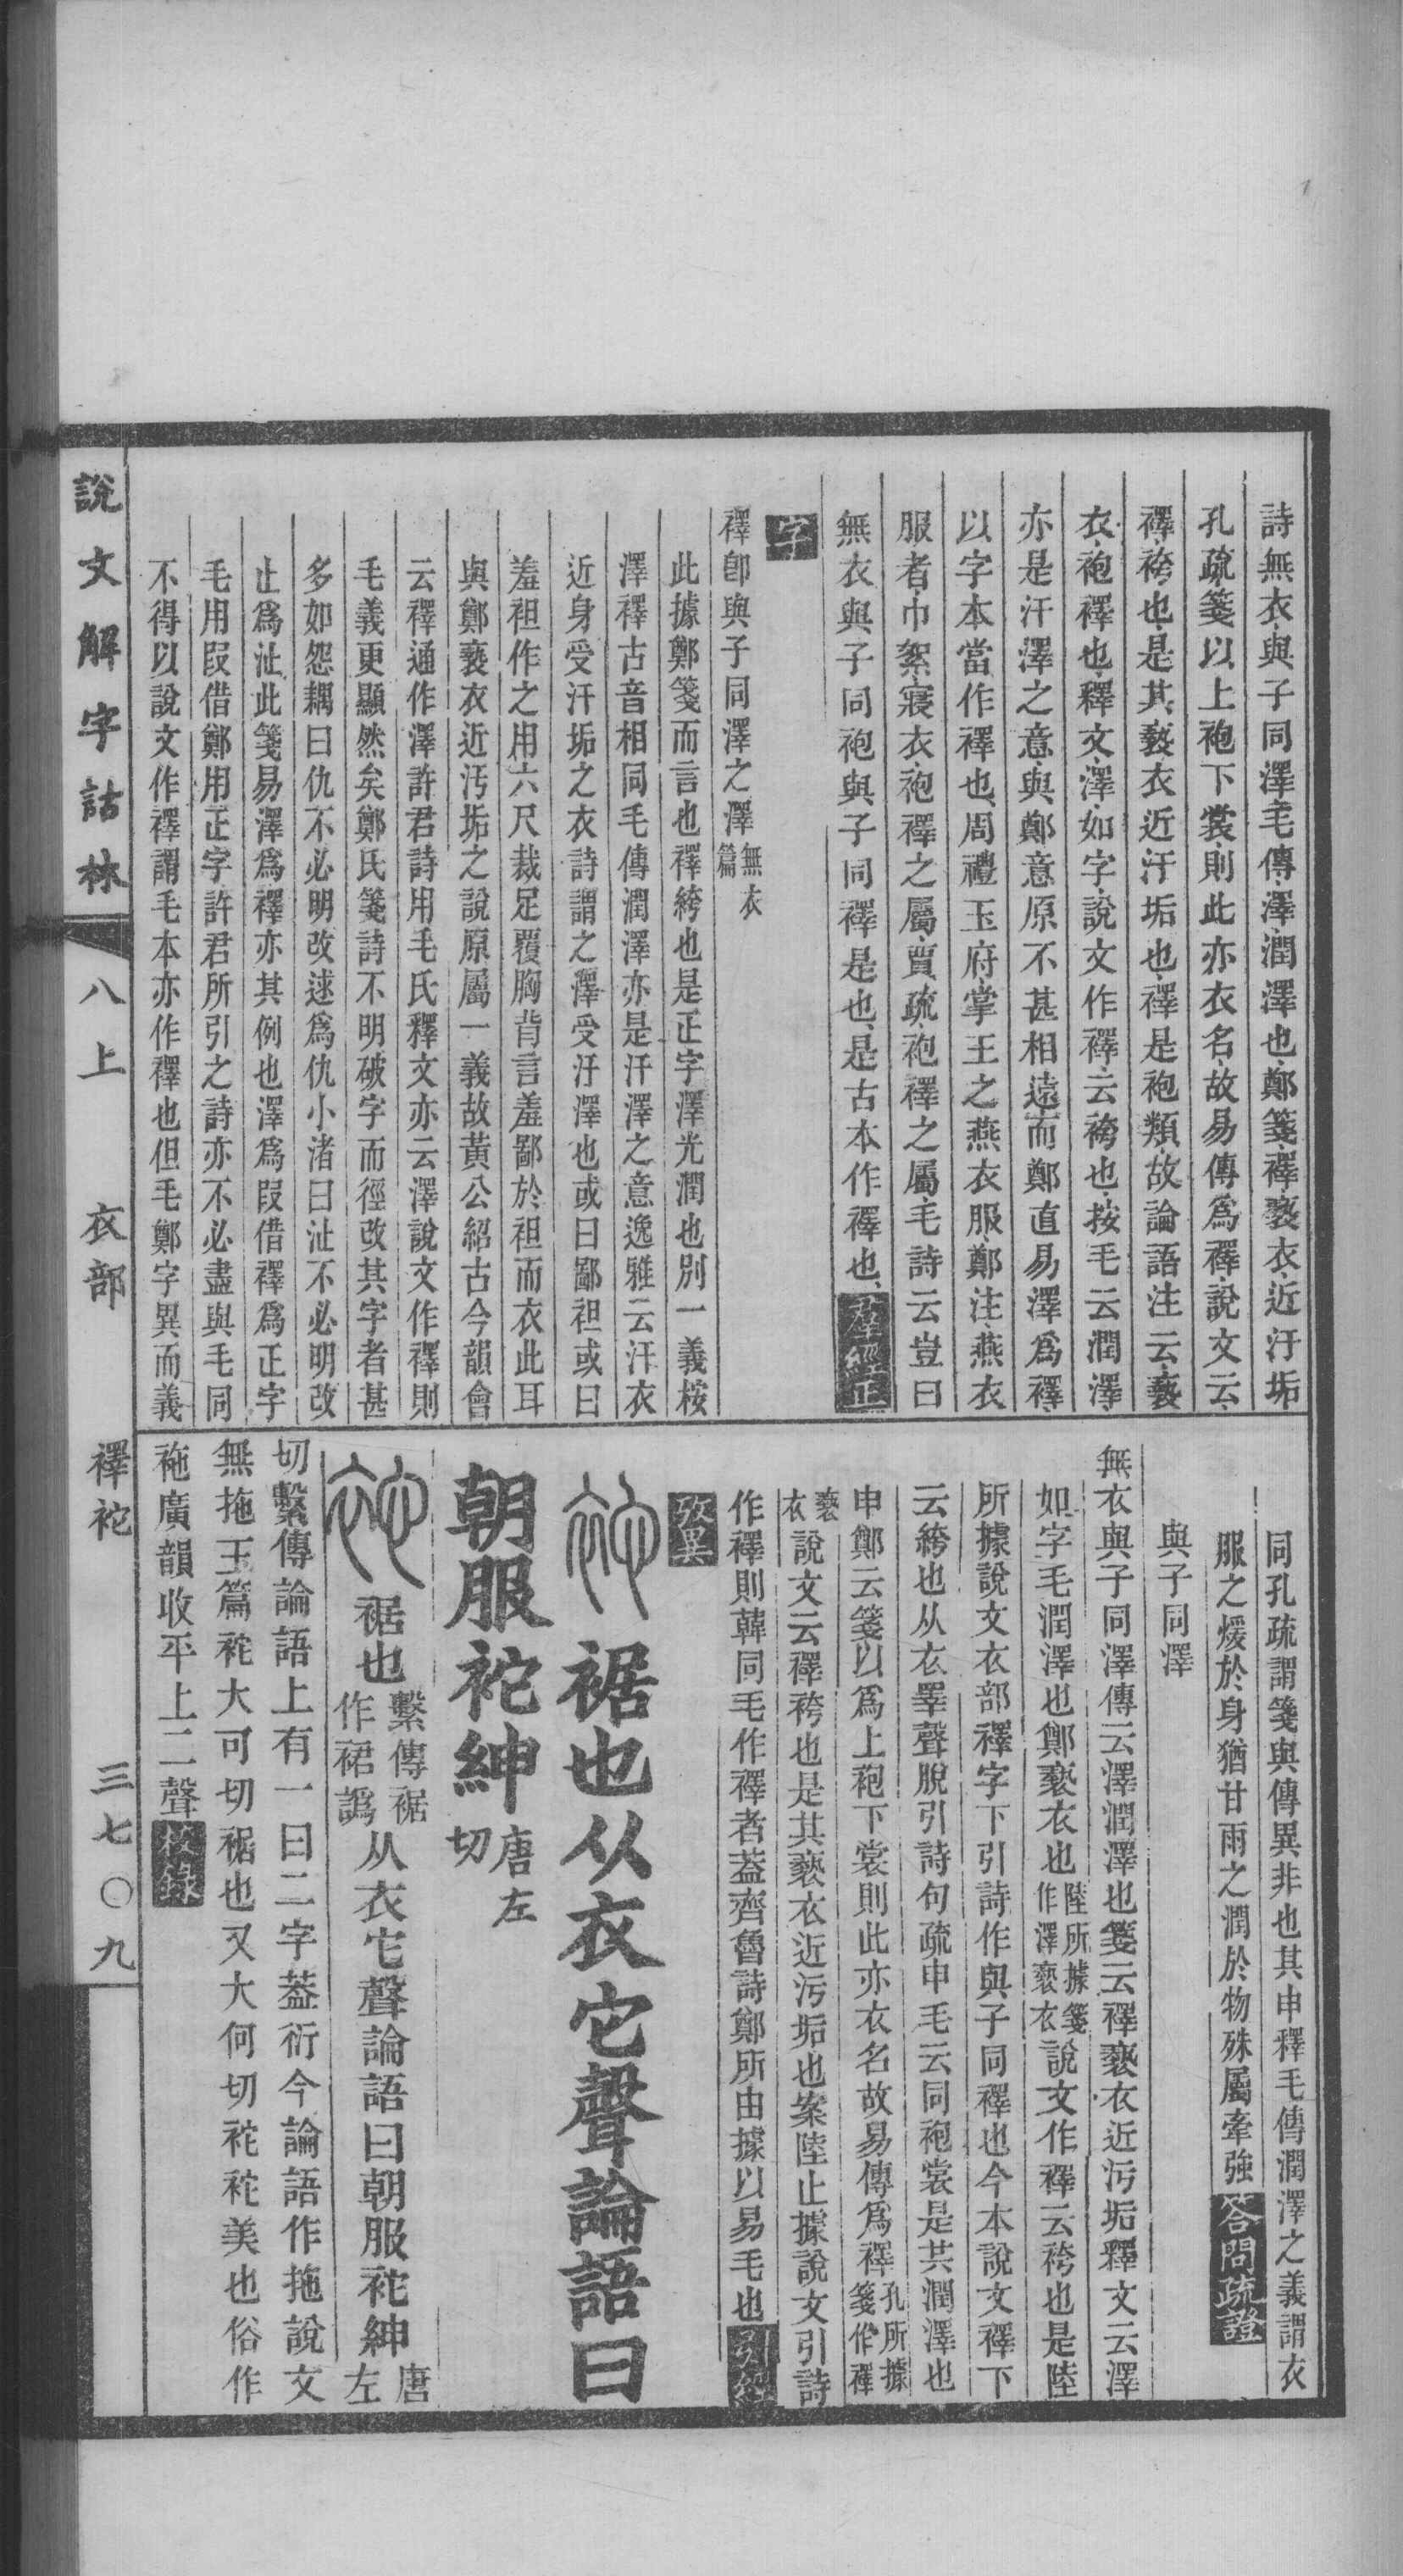 詩無衣與子同澤毛傳澤潤澤也鄭箋襗褻衣近汙垢
孔疏箋以上袍下裳則此亦衣名故易傳爲襗說文云
襗袴也是其褻衣近汙垢也襗是袍類故論語注云褻
衣袍襗也釋文澤如字說文作襗云袴也按毛云潤澤
亦是汗澤之意與鄭意原不甚相遠而鄭直易澤爲襗
以字本當作襗也周禮玉府掌王之燕衣服鄭注燕衣
服者巾絮寢衣袍襗之屬賈疏袍襗之屬毛詩云豈曰
無衣與子同袍與子同襗是也是古本作襗也羣經正
字
襗卽與子同澤之澤無衣篇
此據鄭箋而言也襗絝也是正字澤光潤也別一義桉
澤襗古音相同毛傳潤澤亦是汗澤之意逸雅云汗衣
近身受汗垢之衣詩謂之澤受汙澤也或曰鄙袒或曰
羞袒作之用六尺裁足覆胸背言羞鄙於袒而衣此耳
與鄭褻衣近汚垢之說原屬一義故黃公紹古今韻會
云襗通作澤許君詩用毛氏釋文亦云澤說文作襗則
毛義更顯然矣鄭氏箋詩不明破字而徑改其字者甚
多如怨耦曰仇不必明改逑爲仇小渚曰沚不必明改
止爲沚此箋易澤爲襗亦其例也澤爲叚借襗爲正字
毛用叚借鄭用正字許君所引之詩亦不必盡與毛同
不得以說文作襗謂毛本亦作襗也但毛鄭字異而義
同孔疏謂箋與傳異非也其申釋毛傳潤澤之義謂衣
服之煖於身猶甘雨之潤於物殊屬牽強答問疏證
與子同澤
無衣與子同澤傳云澤潤澤也箋云襗褻衣近污垢釋文云澤
如字毛潤澤也鄭褻衣也陸所據箋作澤褻衣說文作襗云袴也是陸
所據說文衣部襗字下引詩作與子同襗也今本說文襗下
云絝也从衣睪聲脫引詩句疏申毛云同袍裳是共潤澤也
申鄭云箋以爲上袍下裳則此亦衣名故易傳爲襗孔所據箋作襗
褻衣說文云襗袴也是其褻衣近污垢也案陸止據說文引詩
作襗則韓同毛作襗者蓋齊魯詩鄭所由據以易毛也引經
攷異
裾也从衣它聲論語曰
朝服袉紳唐左切
裾也繫傳裾作裙譌从衣它聲論語曰朝服袉紳唐左
切繫傳論語上有一曰二字蓋衍今論語作拖說文
無拖玉篇袉大可切裾也又大何切袉袉美也俗作
袘廣韻收平上二聲校錄
說文解字詁林 八上 衣部 襗袉 三七〇九